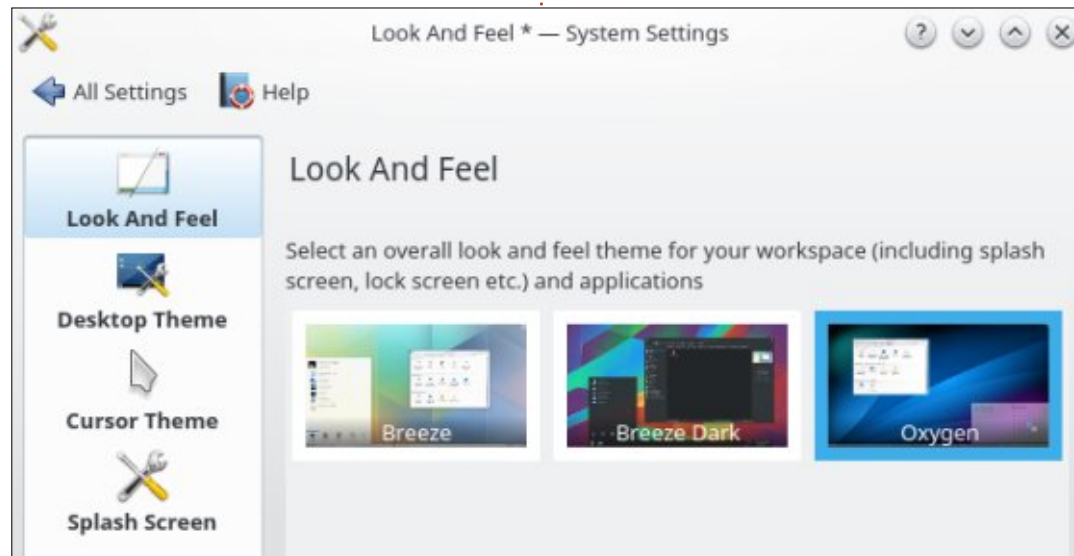 Look And Feel * — System Settings
?
All Settings Help
Look And Feel
Desktop Theme
Cursor Theme
Splash Screen
Look And Feel
Select an overall look and feel theme for your workspace (including splash
screen, lock screen etc.) and applications
Breeze
Breeze Dark
Oxygen